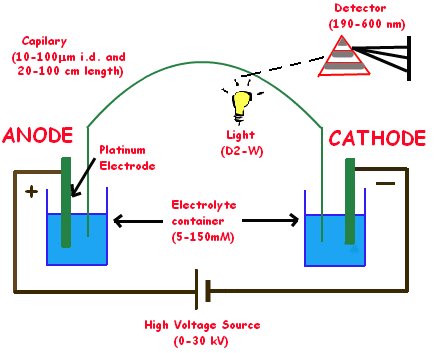 Detector
(190-600 nm)
Capilary
(10-100μm i.d. and
20-100 cm length)
Light
(D2-W)
ANODE
CATHODE
Platinum
Electrode
+
−
Electrolyte
container
(5-150mM)
High Voltage Source
(0-30 kV)